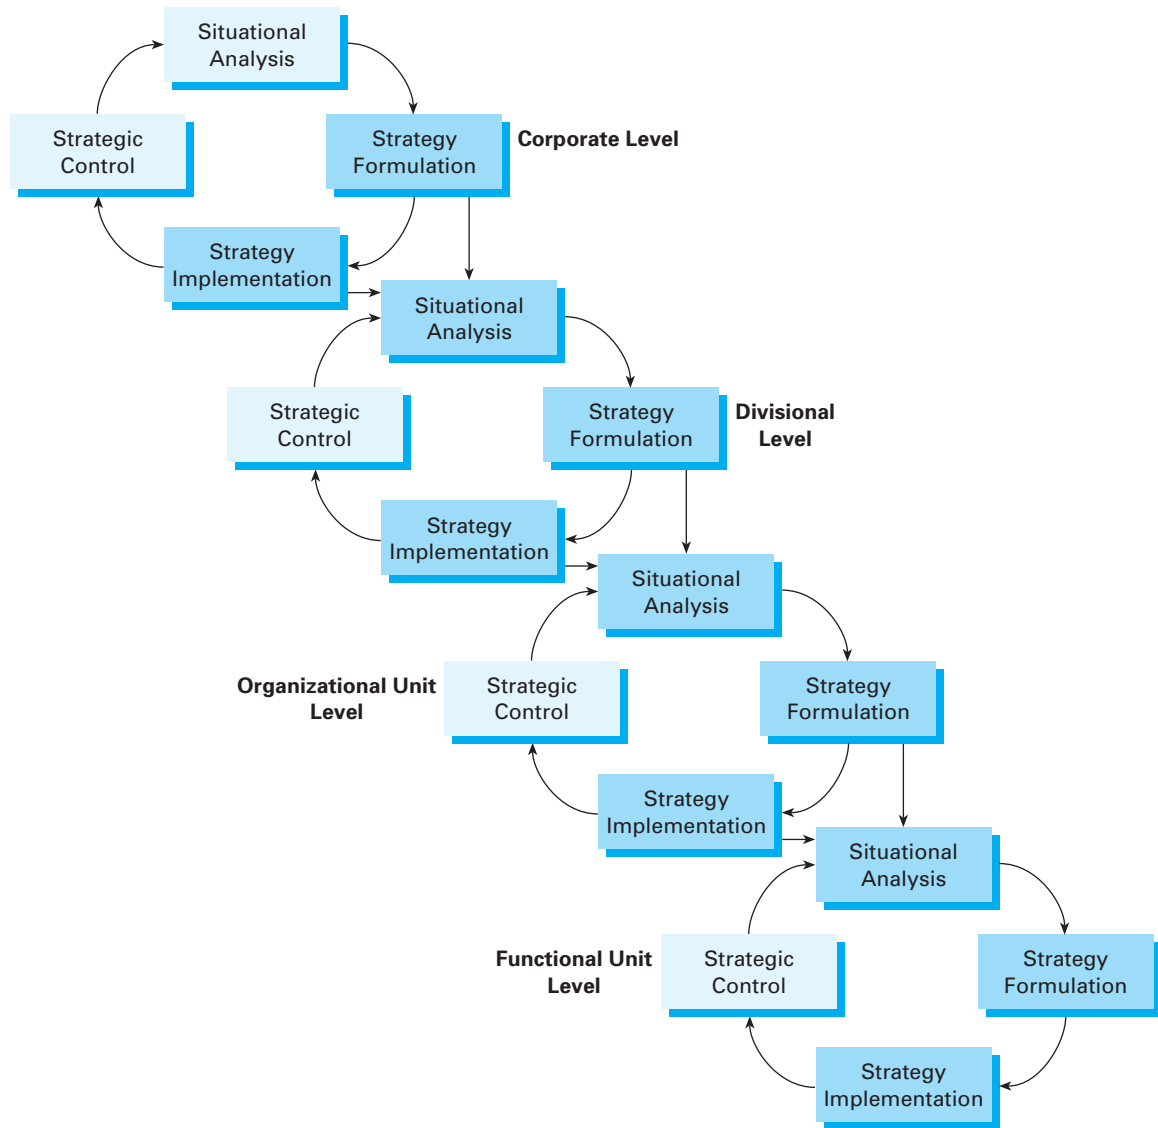 Situational
Analysis
Strategic
Control
Strategy
Formulation
Corporate Level
Strategy
Implementation
Situational
Analysis
Strategic
Control
Strategy
Formulation
Divisional
Level
Strategy
Implementation
Situational
Analysis
Organizational Unit
Level
Strategic
Control
Strategy
Formulation
Strategy
Implementation
Situational
Analysis
Functional Unit
Level
Strategic
Control
Strategy
Formulation
Strategy
Implementation